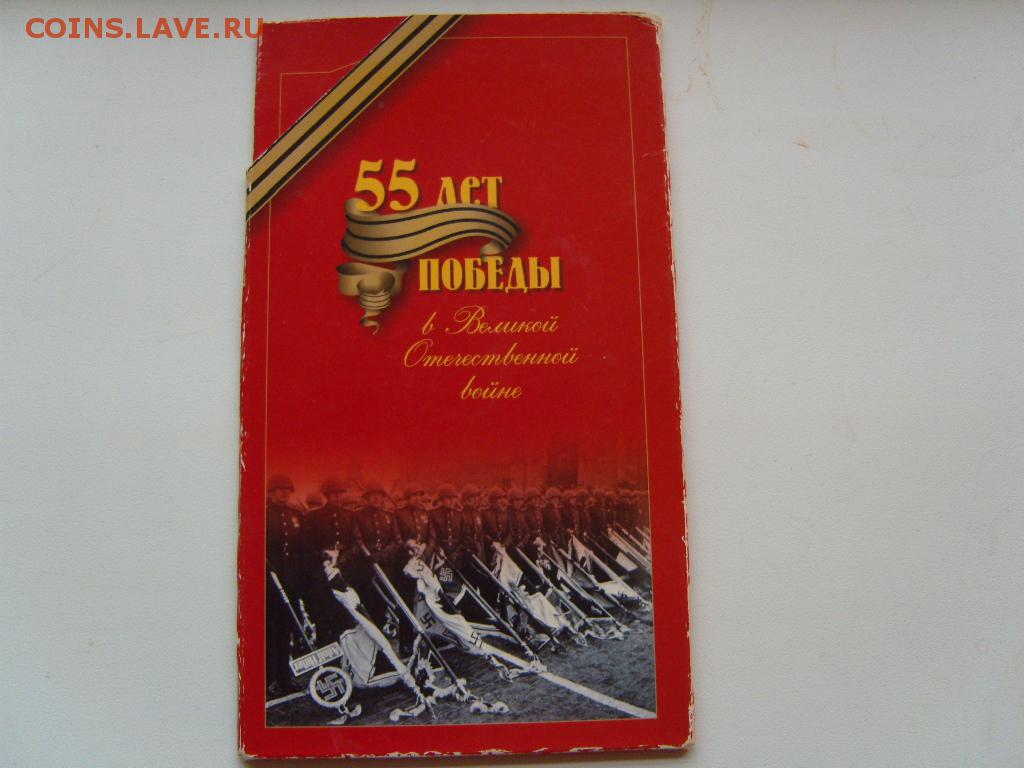 COINS.LAVE.RU
55 лет
ПОБЕДЫ
в Великой
Отечественной
войне